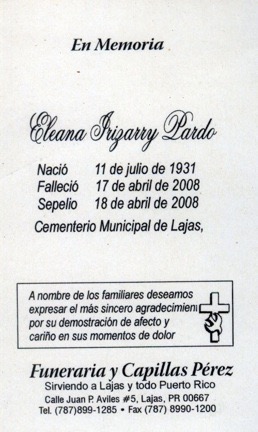 En Memoria
Eleana Irizarry Pardo
Nació 11 de julio de 1931
Falleció 17 de abril de 2008
Sepelio 18 de abril de 2008
Cementerio Municipal de Lajas,
A nombre de los familiares deseamos
expresar el más sincero agradecimien
por su demostración de afecto y
cariño en sus momentos de dolor
Funeraria y Capillas Pérez
Sirviendo a Lajas y todo Puerto Rico
Calle Juan P. Aviles #5, Lajas, PR 00667
Tel. (787)899-1285 • Fax (787) 8990-1200